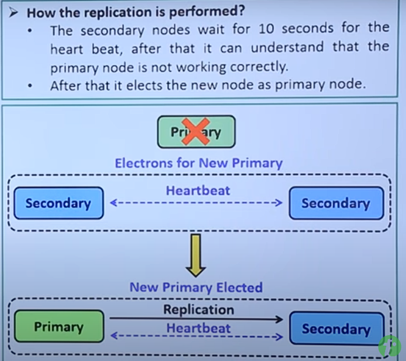 ➢ How the replication is performed?
• The secondary nodes wait for 10 seconds for the
heart beat, after that it can understand that the
primary node is not working correctly.
• After that it elects the new node as primary node.
Primary
Electrons for New Primary
Heartbeat
Secondary
Secondary
New Primary Elected
Replication
Primary
Heartbeat
Secondary